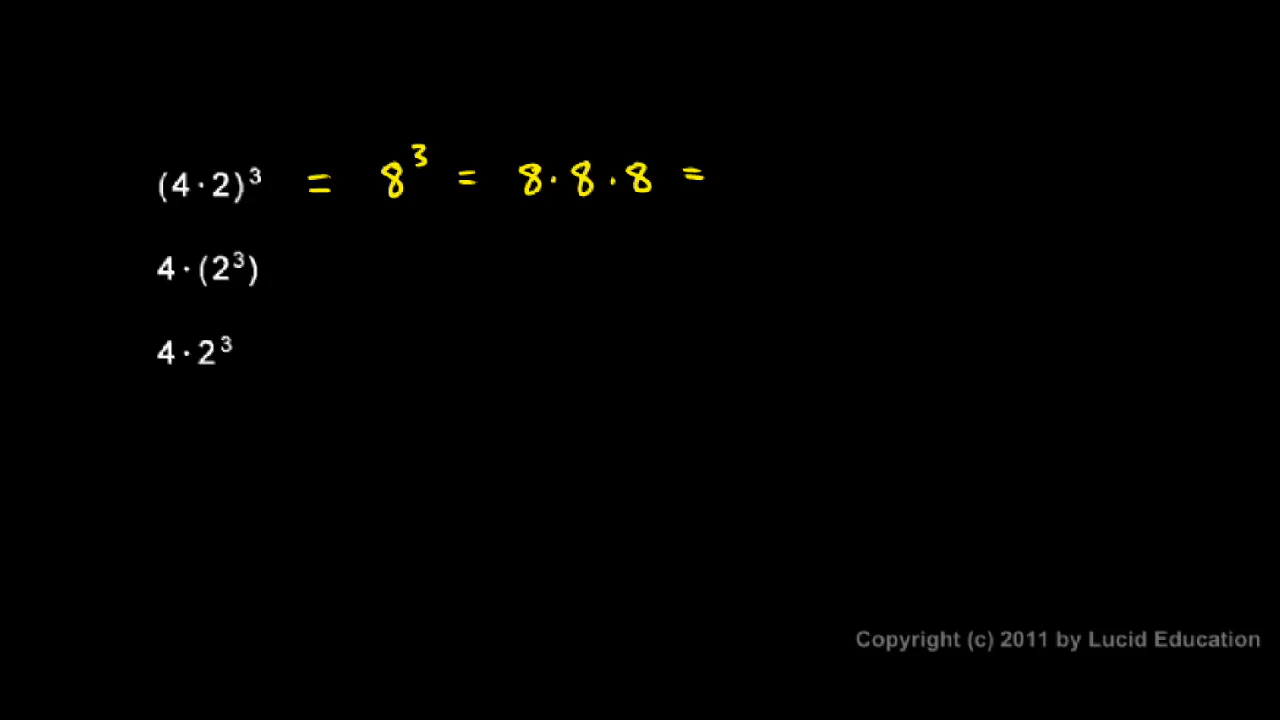 (4·2)³ = 8³ = 8·8·8 =
4·(2³)
4·2³
Copyright (c) 2011 by Lucid Education